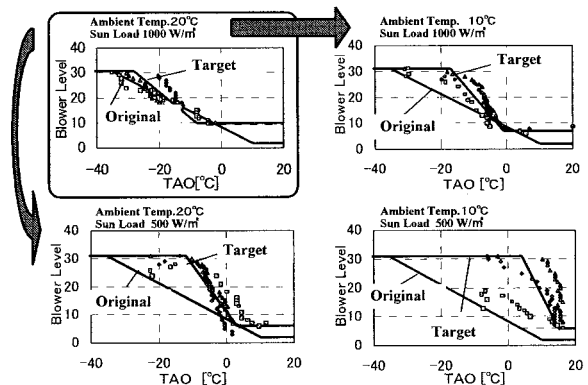 Ambient Temp.20℃
Sun Load 1000 W/㎡
Blower Level
40
30
20
10
0
Target
Original
-40
-20
0
20
TAO[℃]
Ambient Temp. 10℃
Sun Load 1000 W/㎡
Blower Level
40
30
20
10
0
Target
Original
-40
-20
0
20
TAO [℃]
Ambient Temp.20℃
Sun Load 500 W/㎡
Blower Level
40
30
20
10
0
Target
Original
-40
-20
0
20
TAO [℃]
Ambient Temp.10℃
Sun Load 500 W/㎡
Blower Level
40
30
20
10
0
Original
Target
-40
-20
0
20
TAO [℃]